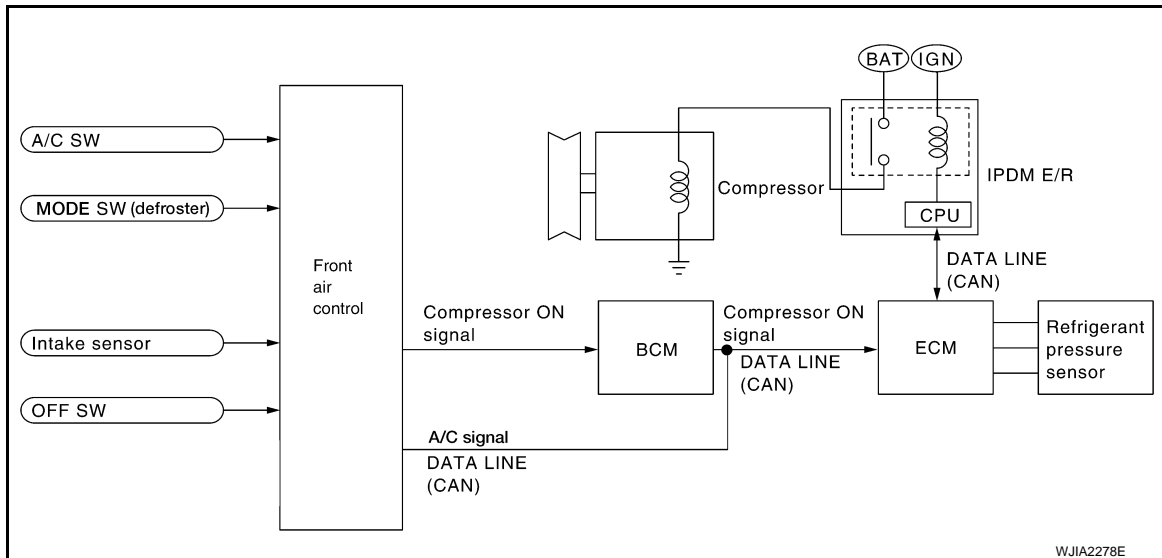 BAT
IGN
A/C SW
MODE SW (defroster)
Intake sensor
OFF SW
Front
air
control
Compressor
IPDM E/R
CPU
DATA LINE
(CAN)
Compressor ON
signal
BCM
Compressor ON
signal
DATA LINE
(CAN)
ECM
Refrigerant
pressure
sensor
A/C signal
DATA LINE
(CAN)
WJIA2278E